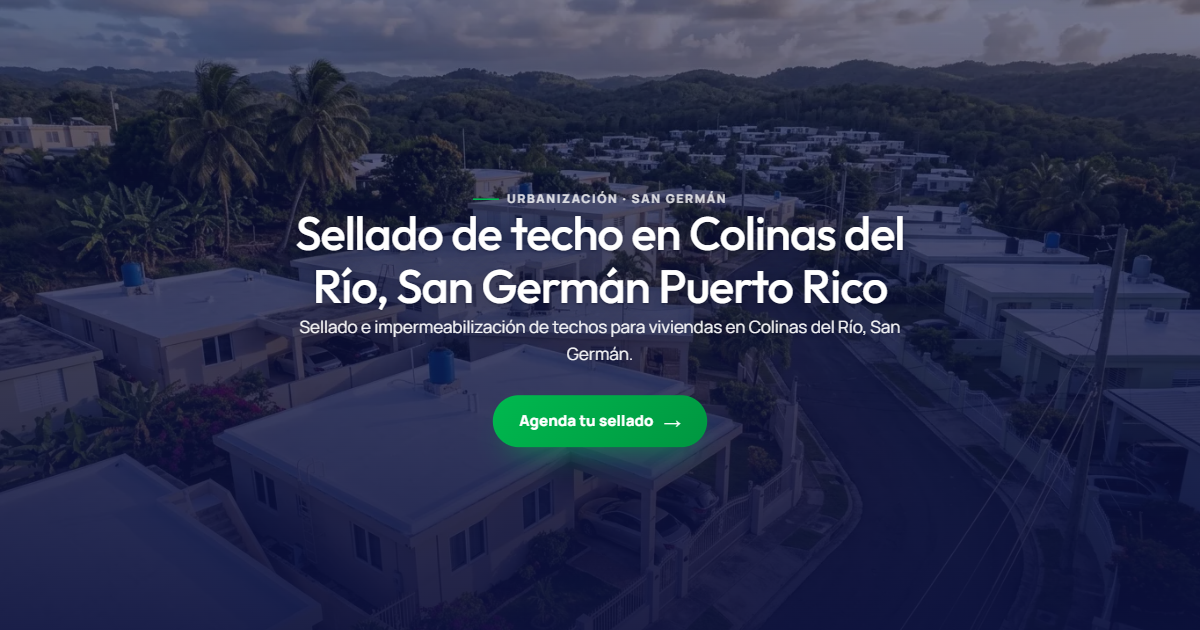 URBANIZACIÓN · SAN GERMÁN
Sellado de techo en Colinas del
Río, San Germán Puerto Rico
Sellado e impermeabilización de techos para viviendas en Colinas del Río, San
Germán.
Agenda tu sellado →